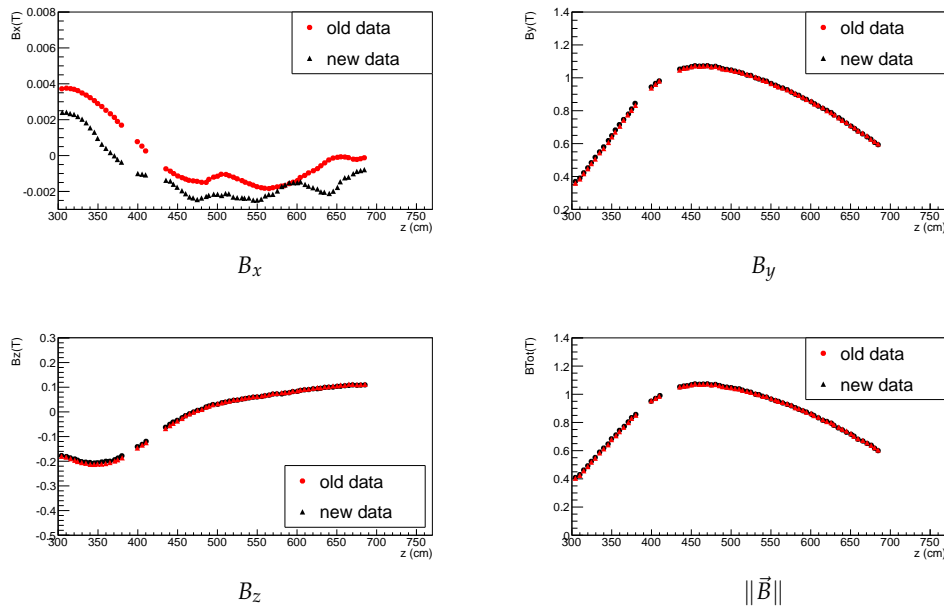 Bx(T)
0.008
0.006
0.004
0.002
0
-0.002
300 350 400 450 500 550 600 650 700 750
z (cm)
old data
new data
B_x
By(T)
1.4
1.2
1
0.8
0.6
0.4
0.2
300 350 400 450 500 550 600 650 700 750
z (cm)
old data
new data
B_y
Bz(T)
0.3
0.2
0.1
0
-0.1
-0.2
-0.3
-0.4
-0.5
300 350 400 450 500 550 600 650 700 750
z (cm)
old data
new data
B_z
BTot(T)
1.4
1.2
1
0.8
0.6
0.4
0.2
0
300 350 400 450 500 550 600 650 700 750
z (cm)
old data
new data
∥B⃗∥